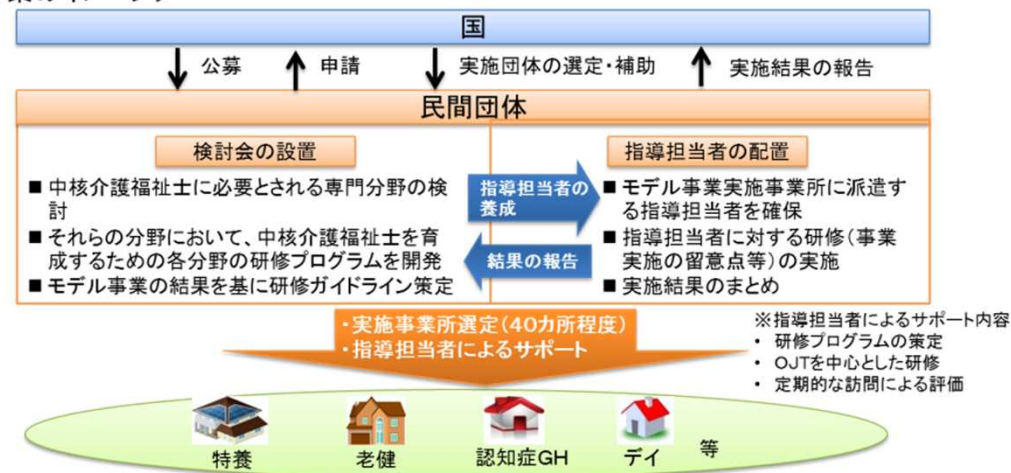 国
公募
申請
実施団体の選定・補助
実施結果の報告
民間団体
検討会の設置
■ 中核介護福祉士に必要とされる専門分野の検
討
■ それらの分野において、中核介護福祉士を育
成するための各分野の研修プログラムを開発
■ モデル事業の結果を基に研修ガイドライン策定
指導担当者の
養成
結果の報告
指導担当者の配置
■ モデル事業実施事業所に派遣す
る指導担当者を確保
■ 指導担当者に対する研修(事業
実施の留意点等)の実施
■ 実施結果のまとめ
・実施事業所選定(40カ所程度)
・指導担当者によるサポート
※指導担当者によるサポート内容
・ 研修プログラムの策定
・ OJTを中心とした研修
・ 定期的な訪問による評価
特養
老健
認知症GH
デイ
等